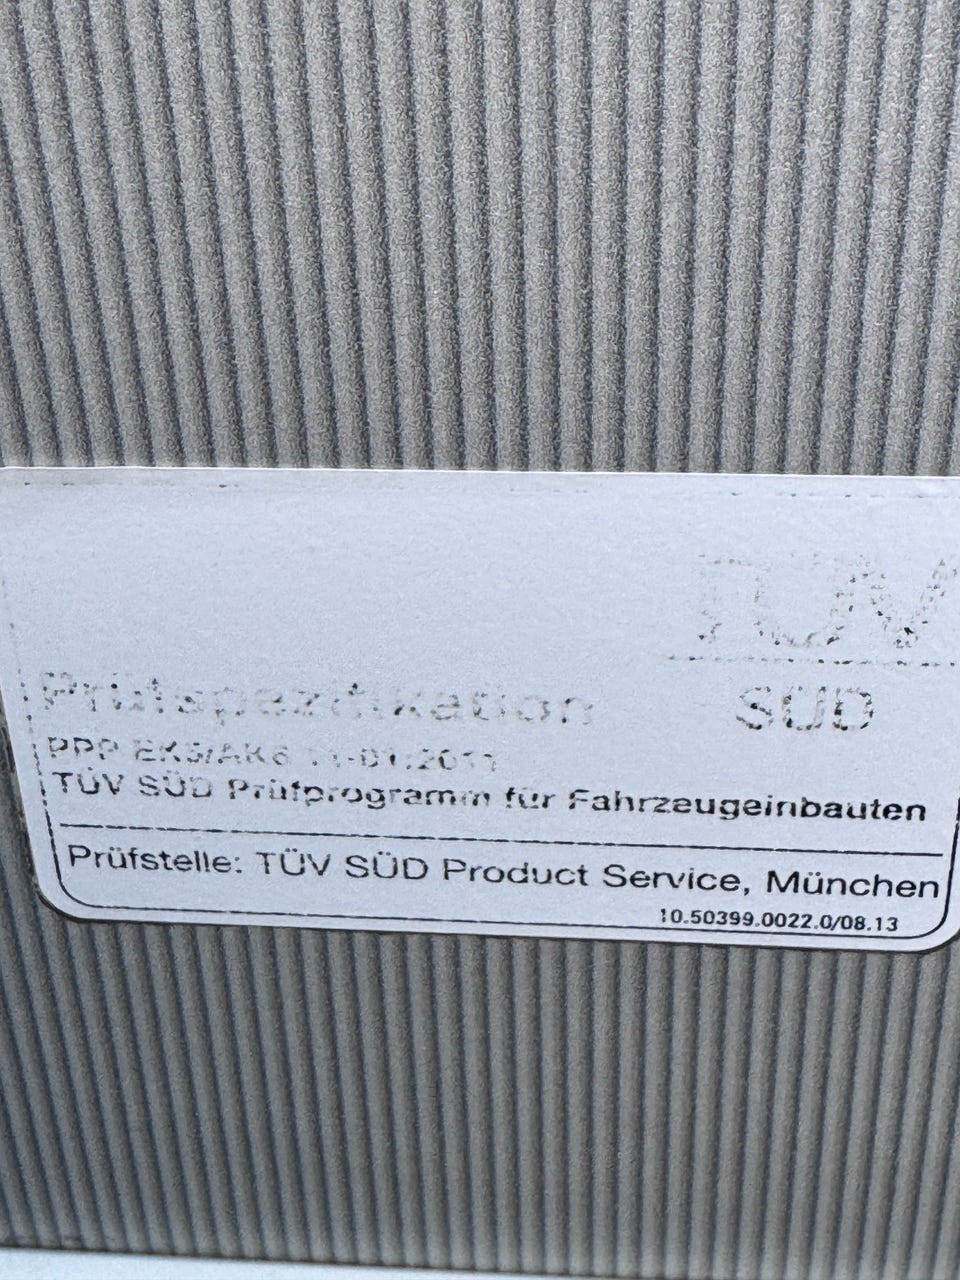 TÜV
SÜD
Prüfspezifikation
PPP EK5/AK6 11-01:2011
TÜV SÜD Prüfprogramm für Fahrzeugeinbauten
Prüfstelle: TÜV SÜD Product Service, München
10.50399.0022.0/08.13